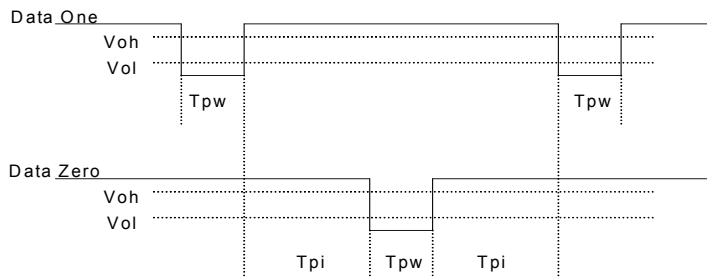 Data One
Voh
Vol
Tpw Tpw
Data Zero
Voh
Vol
Tpi Tpw Tpi